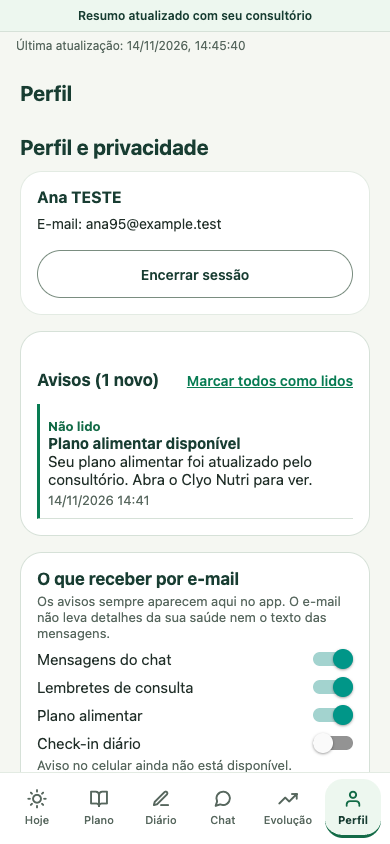 Resumo atualizado com seu consultório
Última atualização: 14/11/2026, 14:45:40
Perfil
Perfil e privacidade
Ana TESTE
E-mail: ana95@example.test
Encerrar sessão
Avisos (1 novo)
Marcar todos como lidos
Não lido
Plano alimentar disponível
Seu plano alimentar foi atualizado pelo
consultório. Abra o Clyo Nutri para ver.
14/11/2026 14:41
O que receber por e-mail
Os avisos sempre aparecem aqui no app. O e-mail
não leva detalhes da sua saúde nem o texto das
mensagens.
Mensagens do chat
Lembretes de consulta
Plano alimentar
Check-in diário
Aviso no celular ainda não está disponível.
Hoje
Plano
Diário
Chat
Evolução
Perfil